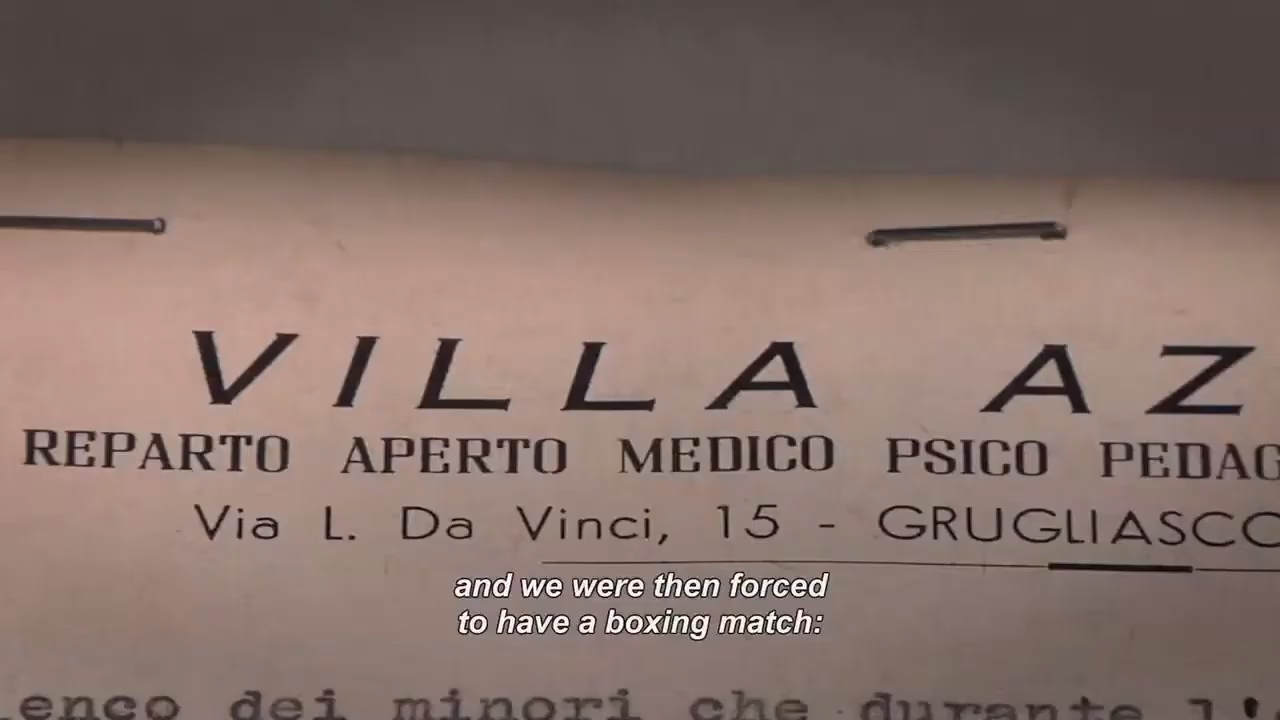 VILLA AZ
REPARTO APERTO MEDICO PSICO PEDAG
Via L. Da Vinci, 15 - GRUGLIASCO
and we were then forced
to have a boxing match:
enco dei minori che durante l'